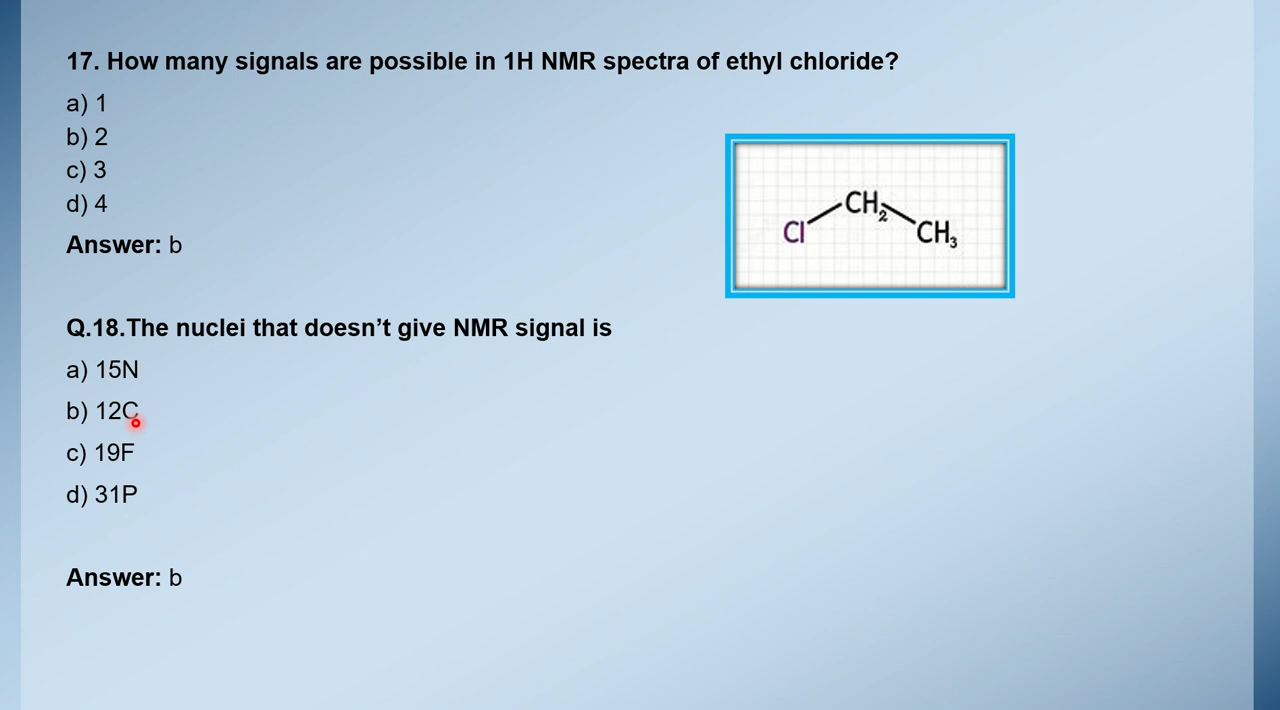 17. How many signals are possible in 1H NMR spectra of ethyl chloride?
a) 1
b) 2
c) 3
d) 4
Answer: b
Cl CH2 CH3
Q.18.The nuclei that doesn’t give NMR signal is
a) 15N
b) 12C
c) 19F
d) 31P
Answer: b